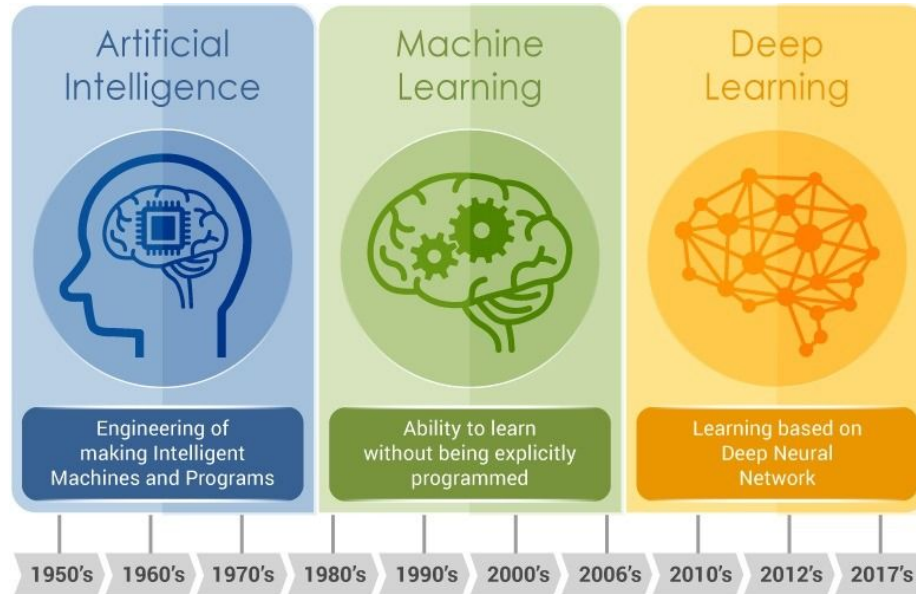 Artificial
Intelligence
Engineering of
making Intelligent
Machines and Programs
Machine
Learning
Ability to learn
without being explicitly
programmed
Deep
Learning
Learning based on
Deep Neural
Network
1950's
1960's
1970's
1980's
1990's
2000's
2006's
2010's
2012's
2017's